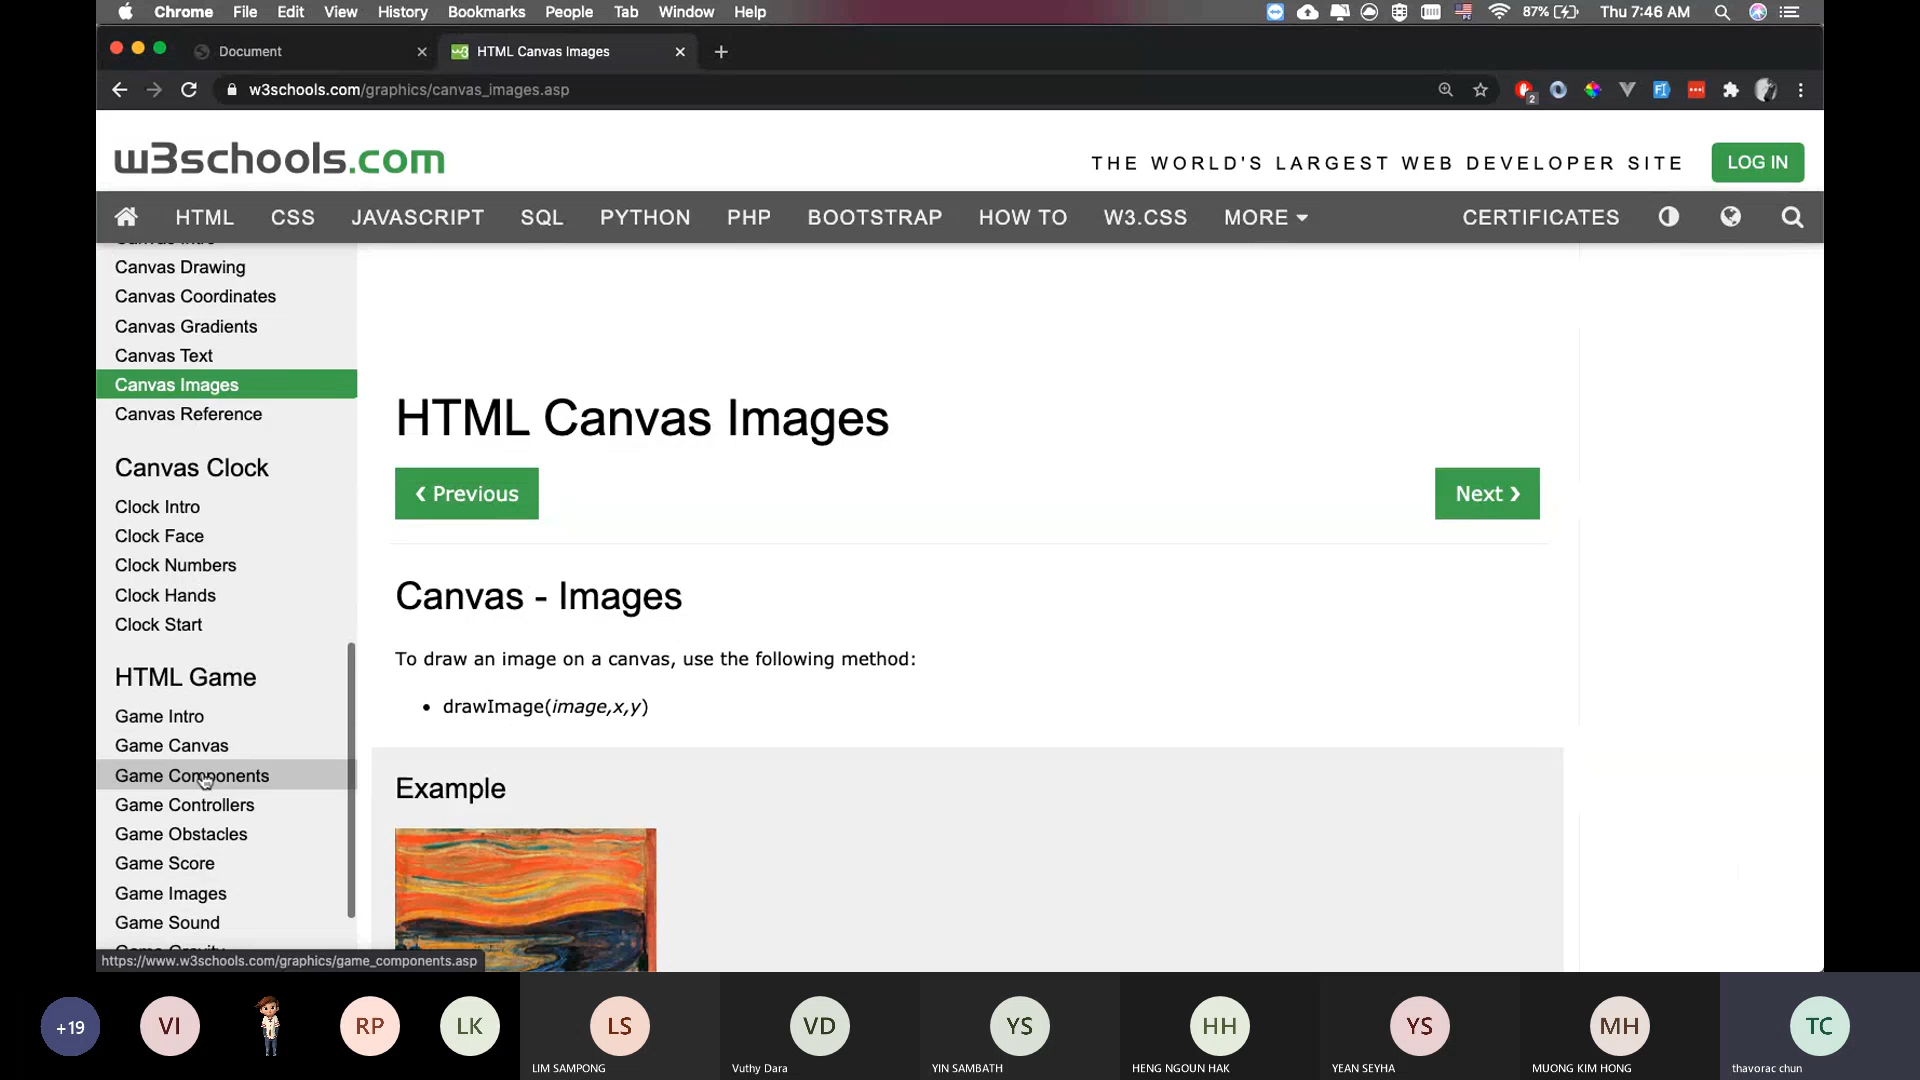 Chrome File Edit View History Bookmarks People Tab Window Help 87% Thu 7:46 AM
Document HTML Canvas Images
w3schools.com/graphics/canvas_images.asp
2
w3schools.com THE WORLD'S LARGEST WEB DEVELOPER SITE LOG IN
HTML CSS JAVASCRIPT SQL PYTHON PHP BOOTSTRAP HOW TO W3.CSS MORE CERTIFICATES
Canvas Intro
Canvas Drawing
Canvas Coordinates
Canvas Gradients
Canvas Text
Canvas Images
Canvas Reference
Canvas Clock
Clock Intro
Clock Face
Clock Numbers
Clock Hands
Clock Start
HTML Game
Game Intro
Game Canvas
Game Components
Game Controllers
Game Obstacles
Game Score
Game Images
Game Sound
Game Gravity
https://www.w3schools.com/graphics/game_components.asp
HTML Canvas Images
❮ Previous
Next ❯
Canvas - Images
To draw an image on a canvas, use the following method:
• drawImage(image,x,y)
Example
+19 VI RP LK LS VD YS HH YS MH TC
LIM SAMPONG Vuthy Dara YIN SAMBATH HENG NGOUN HAK YEAN SEYHA MUONG KIM HONG thavorac chun